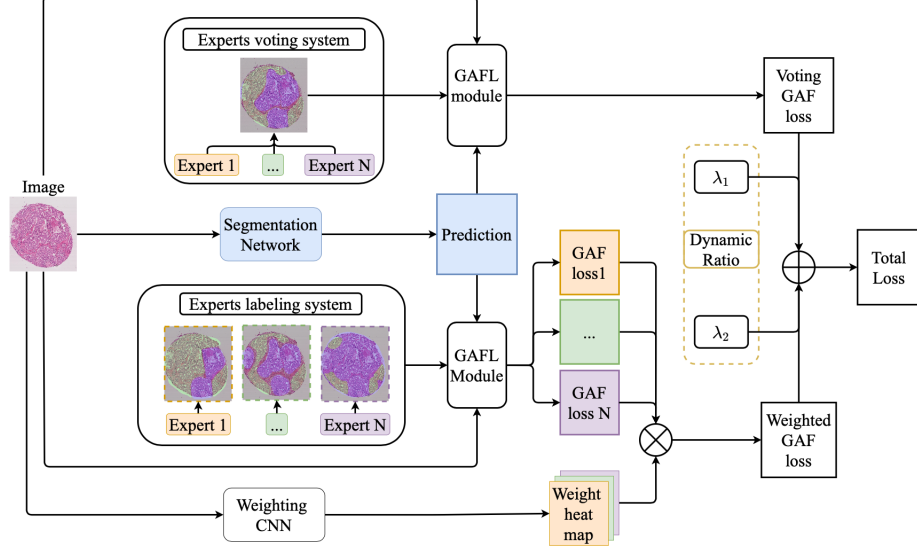 Experts voting system
Expert 1
...
Expert N
GAFL
module
Voting
GAF
loss
Image
Segmentation
Network
Prediction
λ1
Dynamic
Ratio
λ2
Total
Loss
Experts labeling system
Expert 1
...
Expert N
GAFL
Module
GAF
loss1
...
GAF
loss N
Weighted
GAF
loss
Weighting
CNN
Weight
heat
map